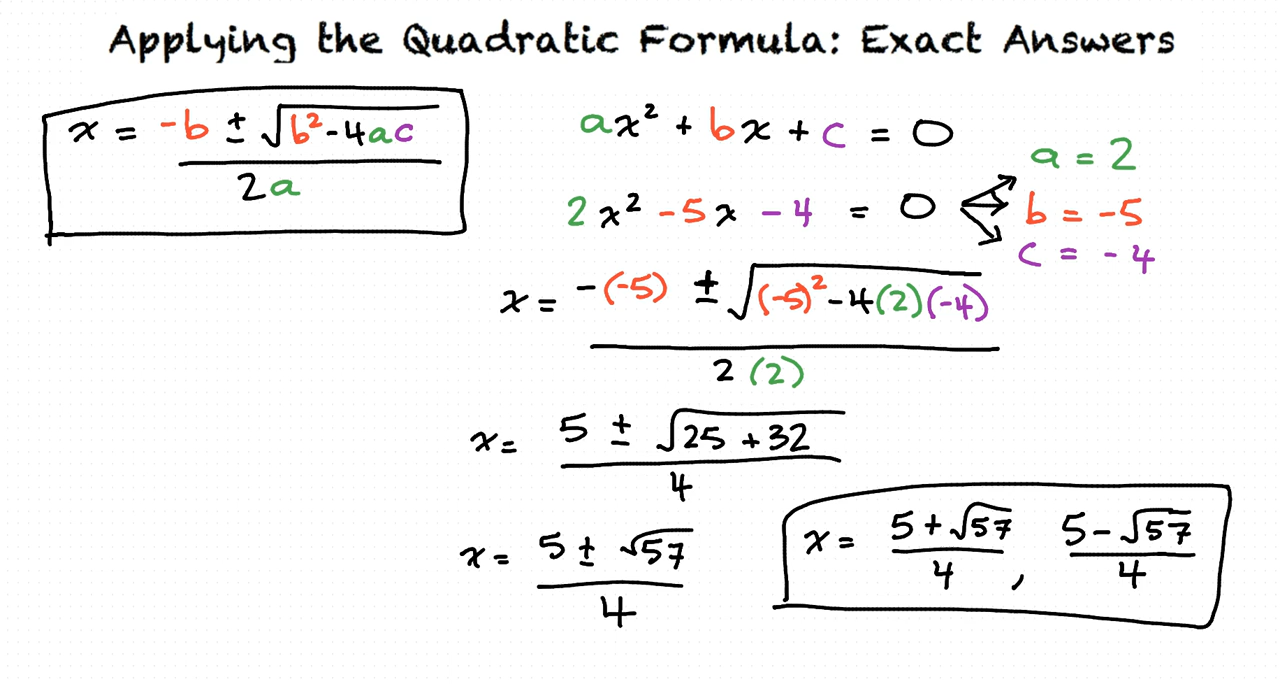 Applying the Quadratic Formula: Exact Answers
x = (-b ± √(b²-4ac)) / 2a
ax² + bx + c = 0
2x² -5x -4 = 0
a = 2
b = -5
c = -4
x = (-(-5) ± √((-5)²-4(2)(-4))) / 2(2)
x = (5 ± √(25+32)) / 4
x = (5 ± √57) / 4
x = (5+√57) / 4 , (5-√57) / 4